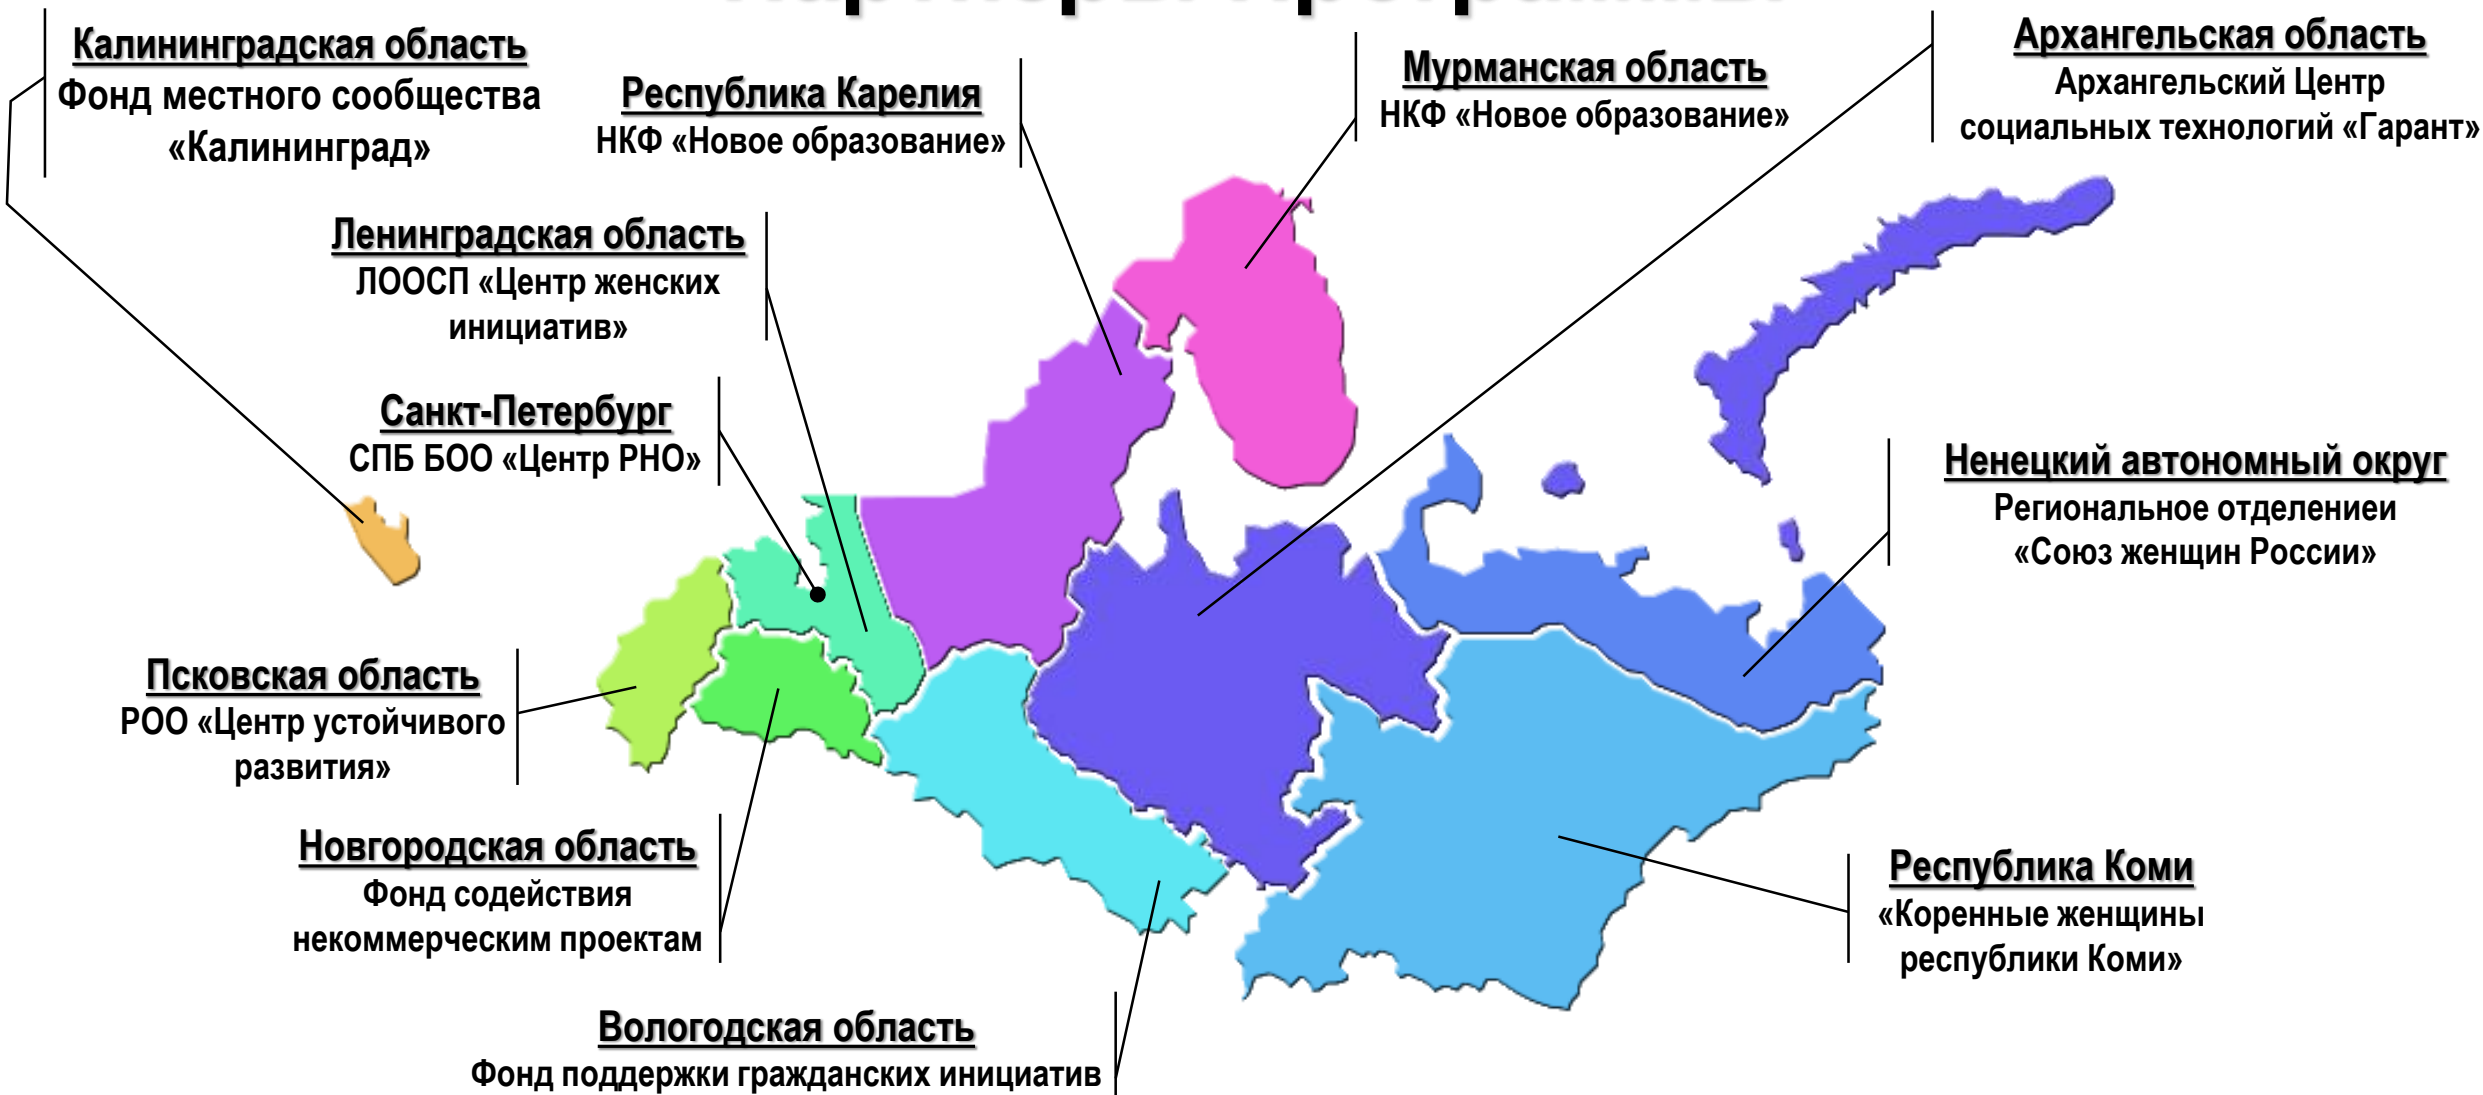 Партнеры Программы
Калининградская область
Фонд местного сообщества
«Калининград»
Республика Карелия
НКФ «Новое образование»
Мурманская область
НКФ «Новое образование»
Архангельская область
Архангельский Центр
социальных технологий «Гарант»
Ленинградская область
ЛООСП «Центр женских
инициатив»
Санкт-Петербург
СПБ БОО «Центр РНО»
Ненецкий автономный округ
Региональное отделениеи
«Союз женщин России»
Псковская область
РОО «Центр устойчивого
развития»
Новгородская область
Фонд содействия
некоммерческим проектам
Республика Коми
«Коренные женщины
республики Коми»
Вологодская область
Фонд поддержки гражданских инициатив